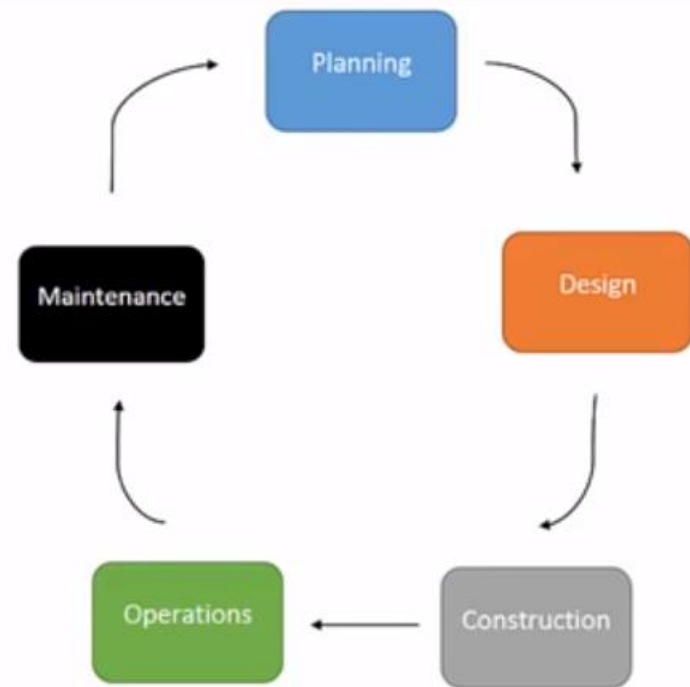 Planning
Design
Construction
Operations
Maintenance